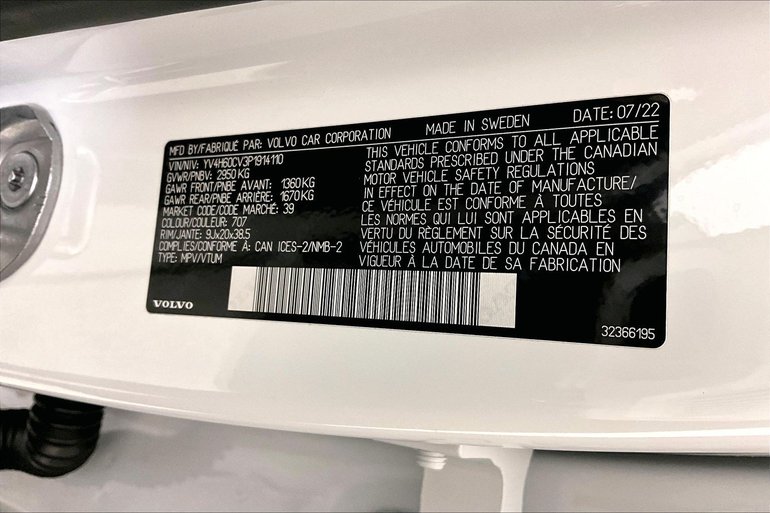 MFD BY/FABRIQUÉ PAR: VOLVO CAR CORPORATION MADE IN SWEDEN DATE: 07/22
VIN/NIV: YV4H60CV3P1914110
GVWR/PNBV: 2950 KG
GAWR FRONT/PNBE AVANT: 1360 KG
GAWR REAR/PNBE ARRIÈRE: 1670 KG
MARKET CODE/CODE MARCHÉ: 39
COLOUR/COULEUR: 707
RIM/JANTE: 9Jx20x38.5
COMPLIES/CONFORME À: CAN ICES-2/NMB-2
TYPE: MPV/VTUM
THIS VEHICLE CONFORMS TO ALL APPLICABLE
STANDARDS PRESCRIBED UNDER THE CANADIAN
MOTOR VEHICLE SAFETY REGULATIONS
IN EFFECT ON THE DATE OF MANUFACTURE/
CE VÉHICULE EST CONFORME À TOUTES
LES NORMES QUI LUI SONT APPLICABLES EN
VERTU DU RÈGLEMENT SUR LA SÉCURITÉ DES
VÉHICULES AUTOMOBILES DU CANADA EN
VIGUEUR À LA DATE DE SA FABRICATION
VOLVO
32366195